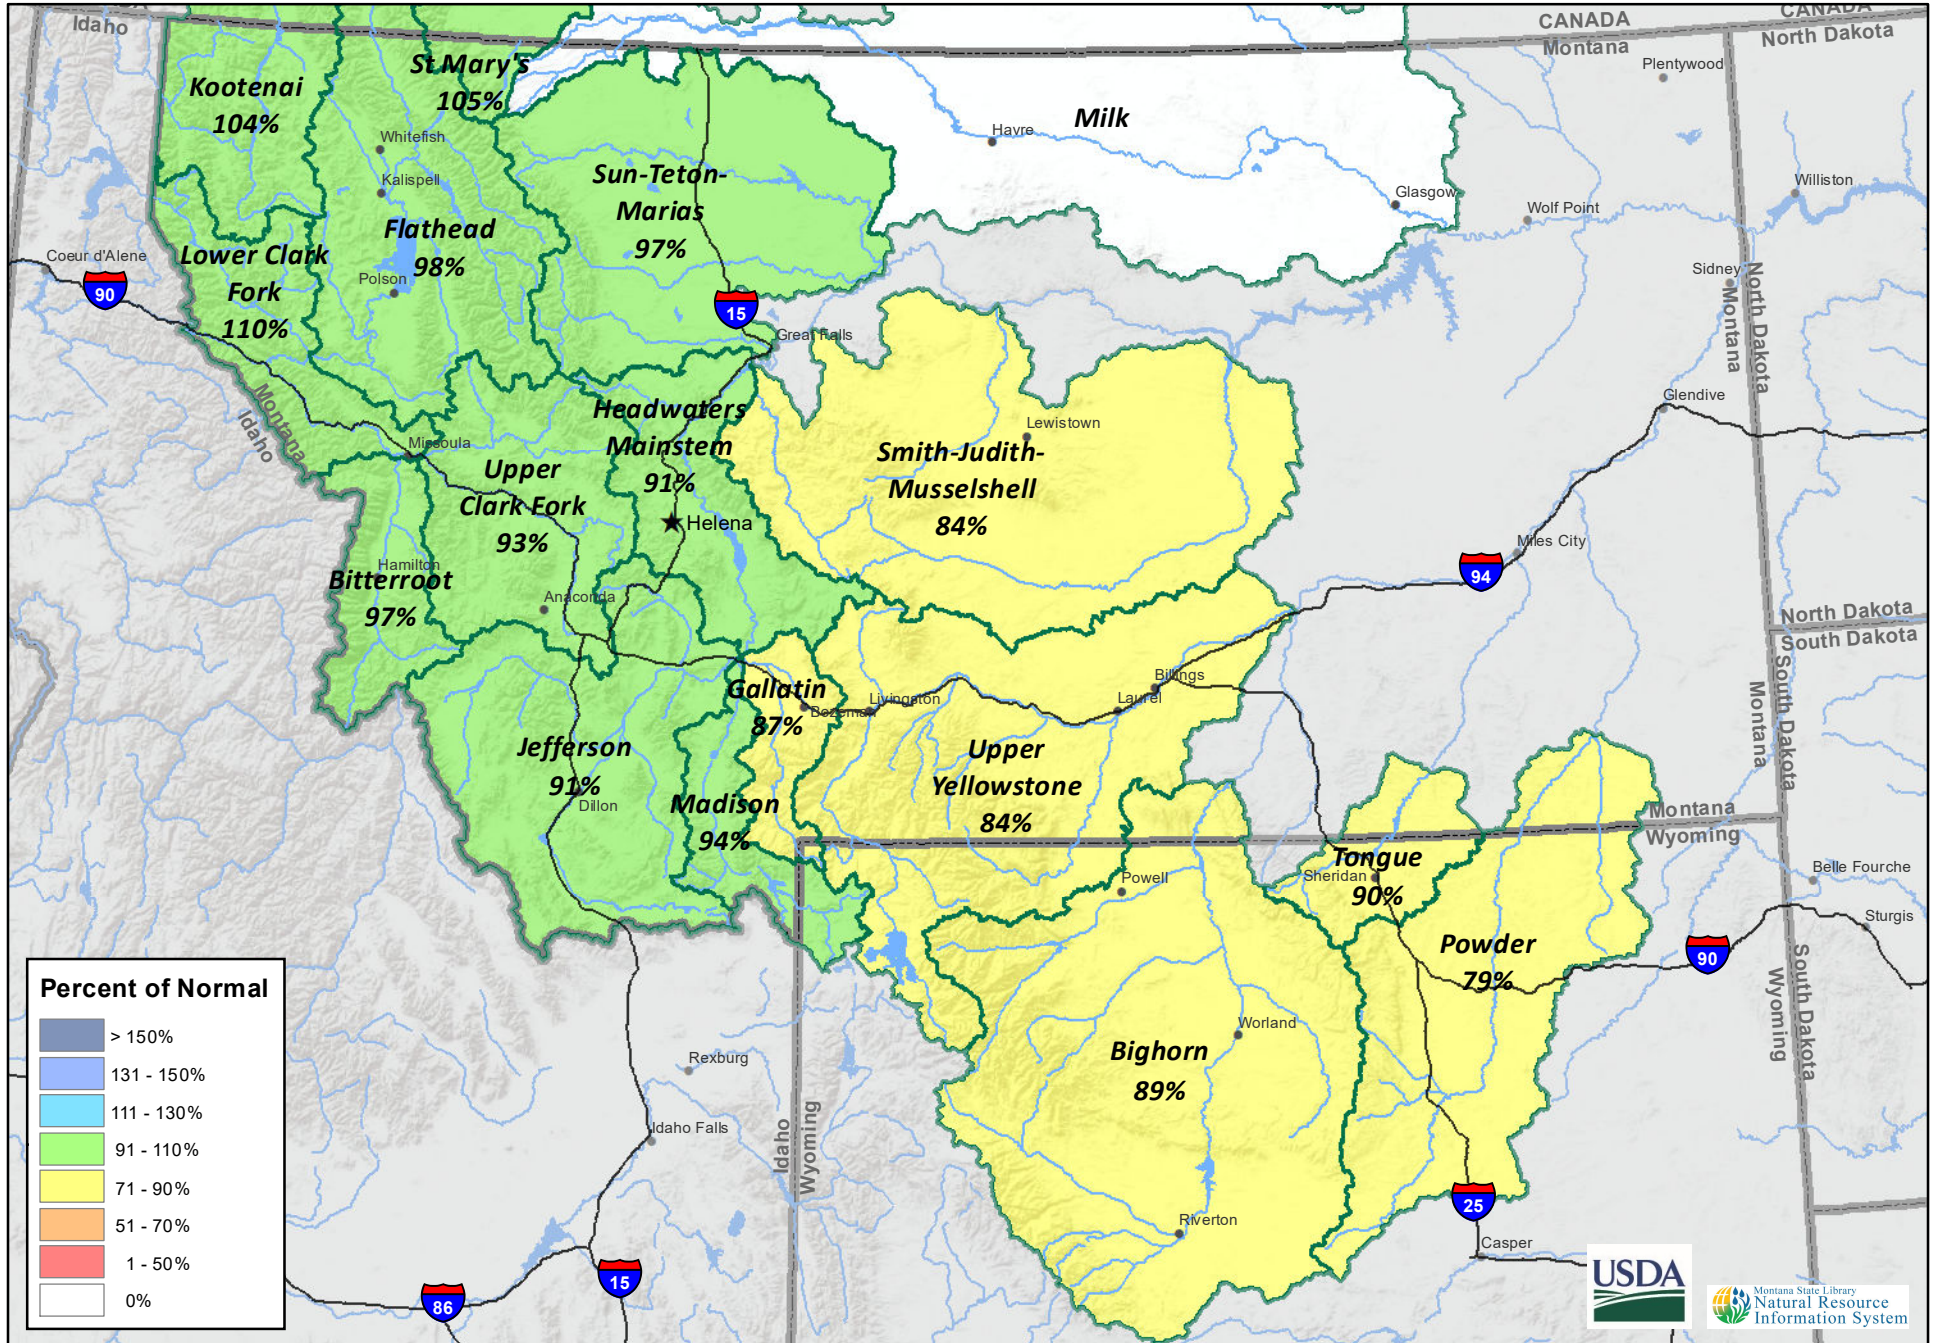 Idaho
CANADA
Montana
CANADA
North Dakota
Kootenai
104%
St Mary's
105%
Milk
Plentywood
Whitefish
Havre
Kalispell
Sun-Teton-
Marias
97%
Glasgow
Williston
Wolf Point
Flathead
98%
Coeur d'Alene
90
Lower Clark
Fork
110%
Polson
Sidney
Montana
North Dakota
15
Great Falls
Montana
Idaho
Glendive
Headwaters
Mainstem
91%
Lewistown
Missoula
Smith-Judith-
Musselshell
84%
Upper
Clark Fork
93%
Helena
Miles City
94
Hamilton
Bitterroot
97%
Anaconda
North Dakota
South Dakota
Gallatin
87%
Bozeman
Livingston
Billings
Laurel
Montana
South Dakota
Jefferson
91%
Dillon
Upper
Yellowstone
84%
Madison
94%
Montana
Wyoming
Tongue
90%
Sheridan
Powell
Belle Fourche
Sturgis
Powder
79%
90
South Dakota
Wyoming
Percent of Normal
> 150%
131 - 150%
111 - 130%
91 - 110%
71 - 90%
51 - 70%
1 - 50%
0%
Worland
Bighorn
89%
Rexburg
Idaho Falls
Idaho
Wyoming
Riverton
25
Casper
15
86
USDA
Montana State Library
Natural Resource
Information System